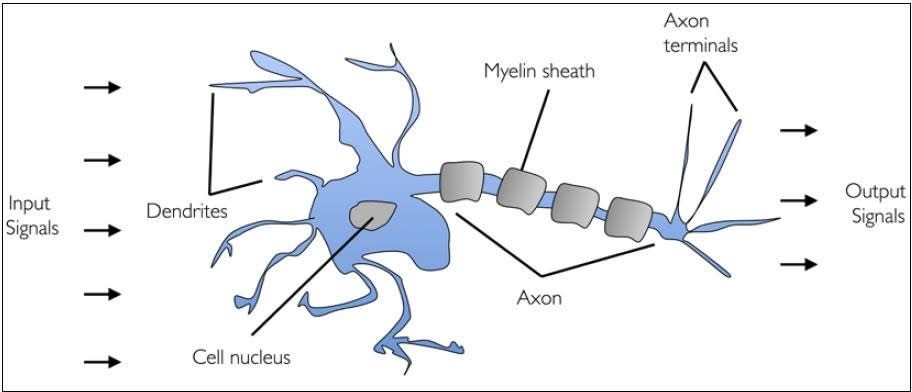 Axon
terminals
Myelin sheath
Input
Signals
Dendrites
Output
Signals
Axon
Cell nucleus